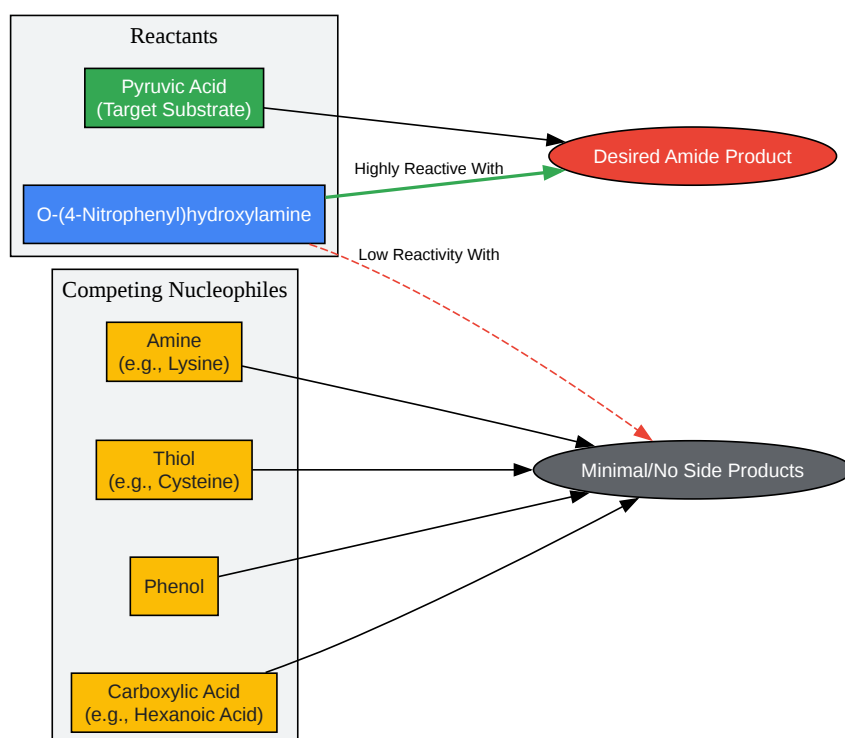 Reactants
Pyruvic Acid
(Target Substrate)
Desired Amide Product
Highly Reactive With
O-(4-Nitrophenyl)hydroxylamine
Low Reactivity With
Competing Nucleophiles
Amine
(e.g., Lysine)
Thiol
(e.g., Cysteine)
Minimal/No Side Products
Phenol
Carboxylic Acid
(e.g., Hexanoic Acid)